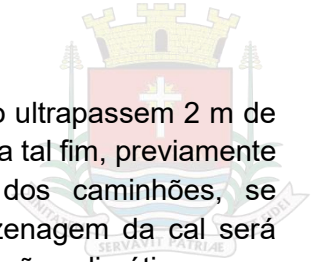 o ultrapassem 2 m de
a tal fim, previamente
dos caminhões, se
zenagem da cal será
SERVAVIT PATRIAE